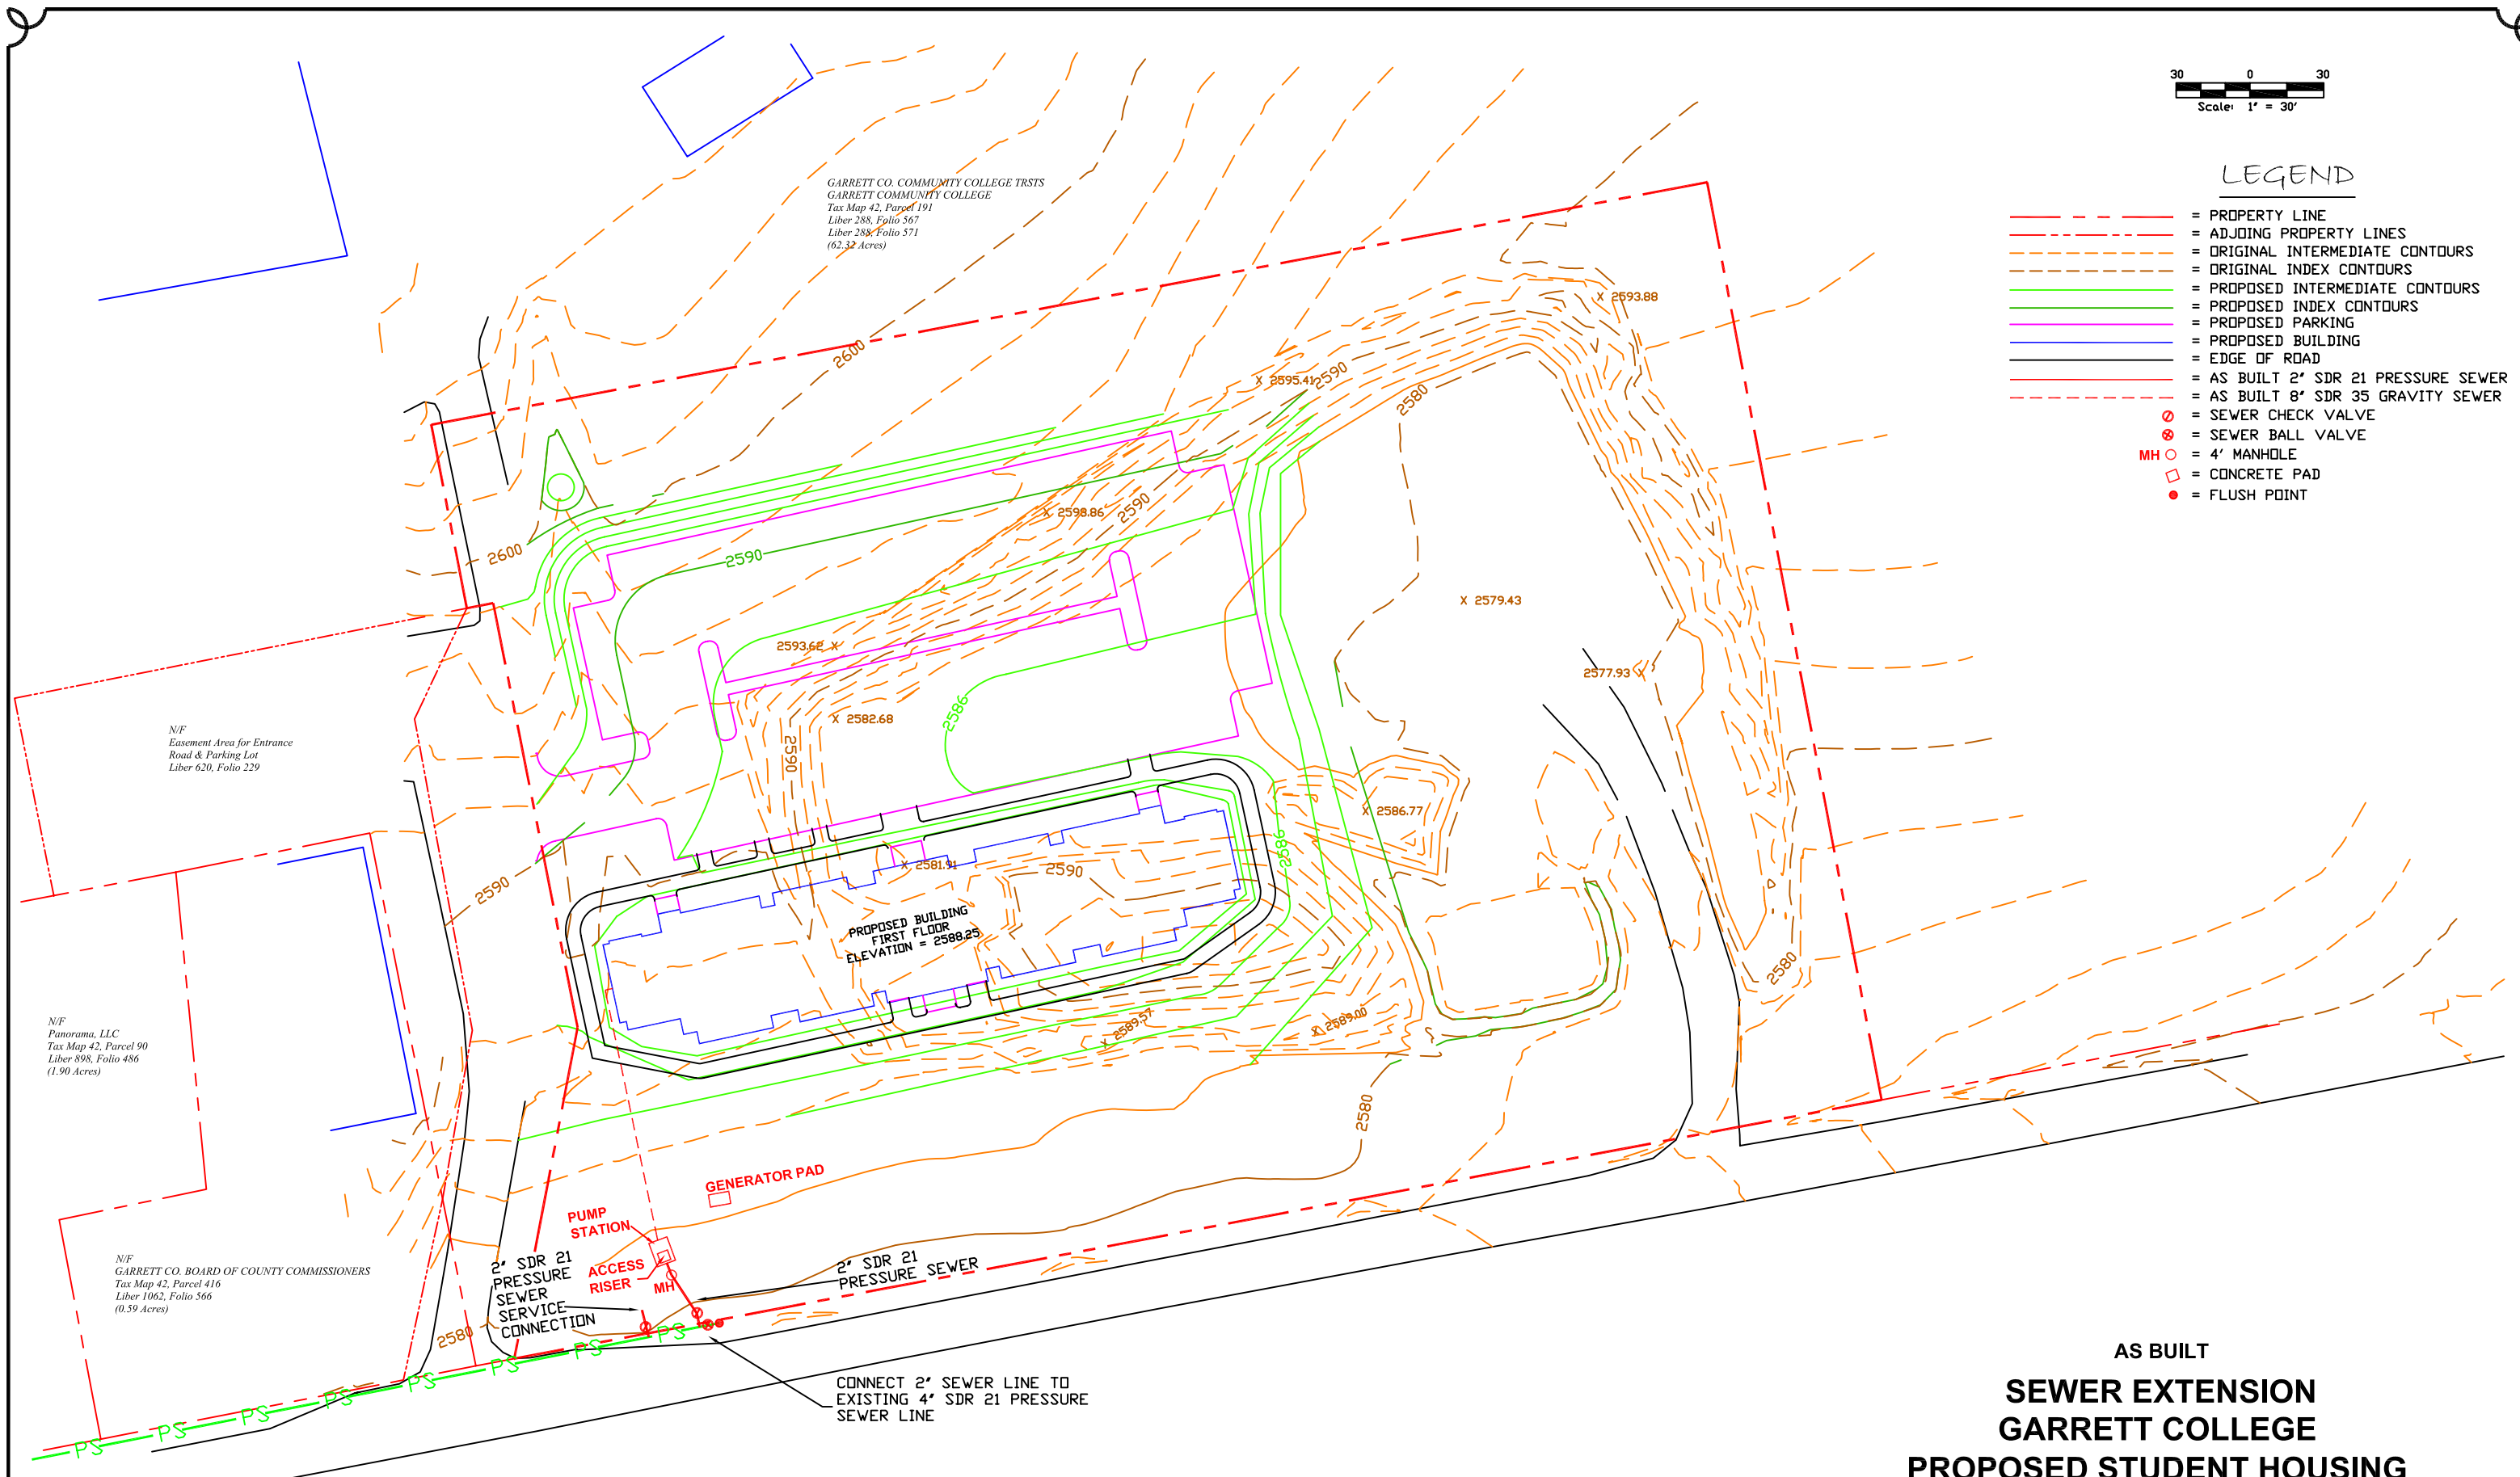 30 0 30
Scale: 1" = 30'
LEGEND
= PROPERTY LINE
= ADJOING PROPERTY LINES
= ORIGINAL INTERMEDIATE CONTOURS
= ORIGINAL INDEX CONTOURS
= PROPOSED INTERMEDIATE CONTOURS
= PROPOSED INDEX CONTOURS
= PROPOSED PARKING
= PROPOSED BUILDING
= EDGE OF ROAD
= AS BUILT 2" SDR 21 PRESSURE SEWER
= AS BUILT 8" SDR 35 GRAVITY SEWER
= SEWER CHECK VALVE
= SEWER BALL VALVE
MH = 4' MANHOLE
= CONCRETE PAD
= FLUSH POINT
GARRETT CO. COMMUNITY COLLEGE TRSTS
GARRETT COMMUNITY COLLEGE
Tax Map 42, Parcel 191
Liber 288, Folio 567
Liber 288, Folio 571
(62.32 Acres)
X 2593.88
2600
X 2595.41
2590
2580
X 2593.86
2590
2600
2590
X 2579.43
2593.62 X
2577.93 X
2586
X 2582.68
2590
N/F
Easement Area for Entrance
Road & Parking Lot
Liber 620, Folio 229
X 2586.77
2586
X 2581.91
2590
2590
PROPOSED BUILDING
FIRST FLOOR
ELEVATION = 2588.25
2580
X 2589.57
X 2589.00
N/F
Panorama, LLC
Tax Map 42, Parcel 90
Liber 898, Folio 486
(1.90 Acres)
2580
GENERATOR PAD
PUMP
STATION
ACCESS
RISER
MH
2" SDR 21
PRESSURE
SEWER
SERVICE
CONNECTION
2" SDR 21
PRESSURE SEWER
N/F
GARRETT CO. BOARD OF COUNTY COMMISSIONERS
Tax Map 42, Parcel 416
Liber 1062, Folio 566
(0.59 Acres)
2580
PS PS PS PS PS PS PS PS
CONNECT 2" SEWER LINE TO
EXISTING 4" SDR 21 PRESSURE
SEWER LINE
AS BUILT
SEWER EXTENSION
GARRETT COLLEGE
PROPOSED STUDENT HOUSING